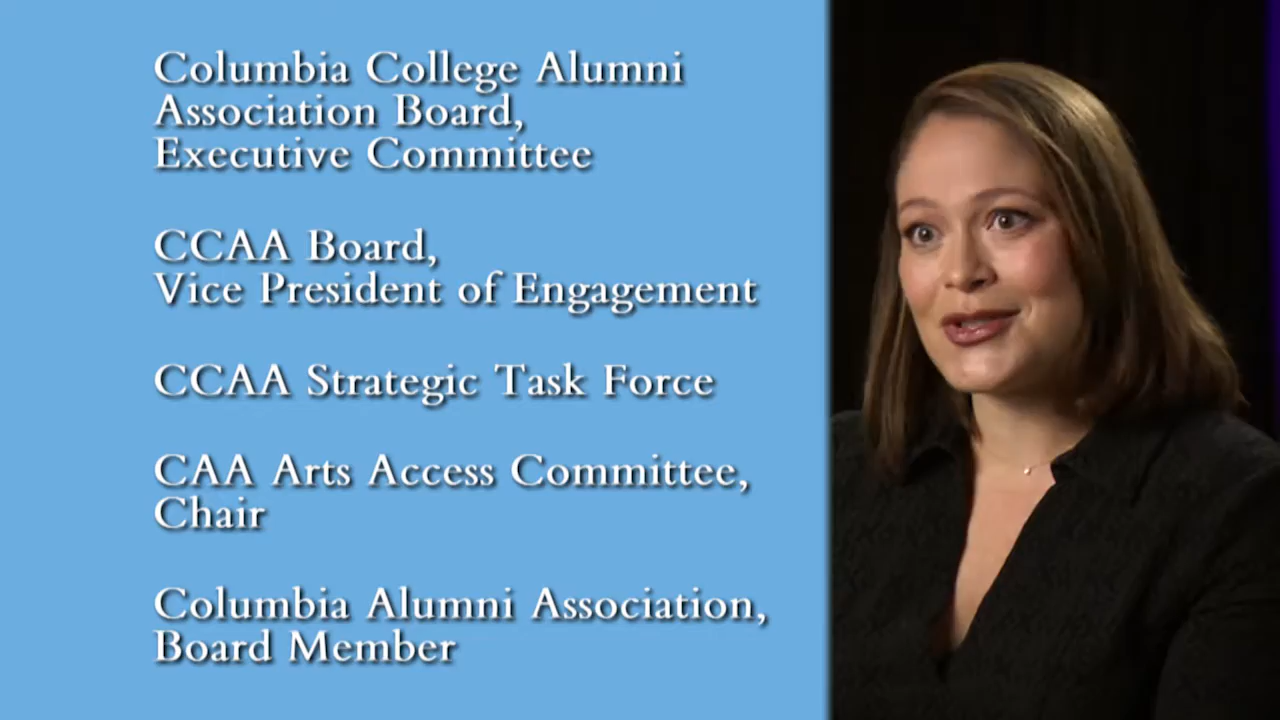 Columbia College Alumni
Association Board,
Executive Committee
CCAA Board,
Vice President of Engagement
CCAA Strategic Task Force
CAA Arts Access Committee,
Chair
Columbia Alumni Association,
Board Member